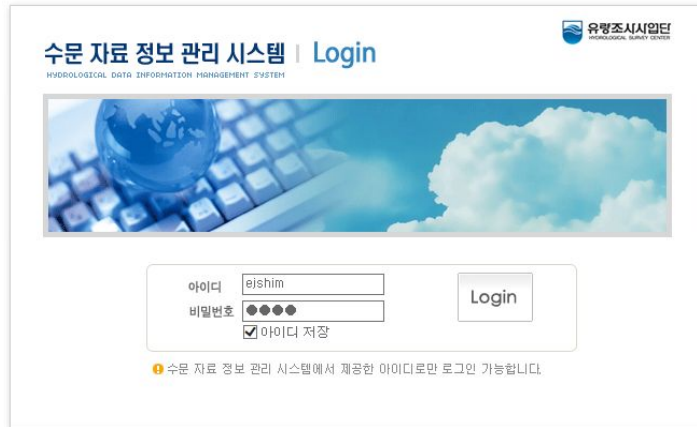 유량조사사업단
HYDROLOGICAL SURVEY CENTER
수문 자료 정보 관리 시스템 | Login
HYDROLOGICAL DATA INFORMATION MANAGEMENT SYSTEM
아이디 ejshim
비밀번호 ●●●●
Login
아이디 저장
수문 자료 정보 관리 시스템에서 제공한 아이디로만 로그인 가능합니다.